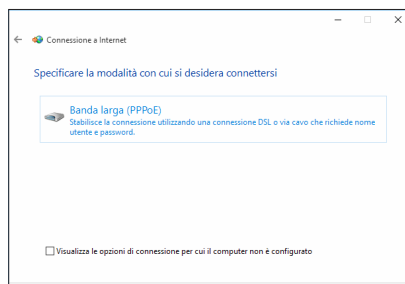 Connessione a Internet
Specificare la modalità con cui si desidera connettersi
Banda larga (PPPoE)
Stabilisce la connessione utilizzando una connessione DSL o via cavo che richiede nome
utente e password.
Visualizza le opzioni di connessione per cui il computer non è configurato